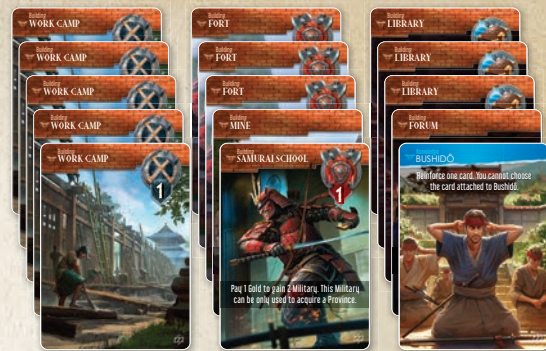 Building
WORK CAMP
Building
WORK CAMP
Building
WORK CAMP
Building
WORK CAMP
Building
WORK CAMP
1
Building
FORT
Building
FORT
Building
FORT
Building
MINE
Building
SAMURAI SCHOOL
1
Pay 1 Gold to gain 2 Military. This Military
can be only used to acquire a Province.
Building
LIBRARY
Building
LIBRARY
Building
LIBRARY
Building
FORUM
BUSHIDŌ
Reinforce one card. You cannot choose
the card attached to Bushidō.